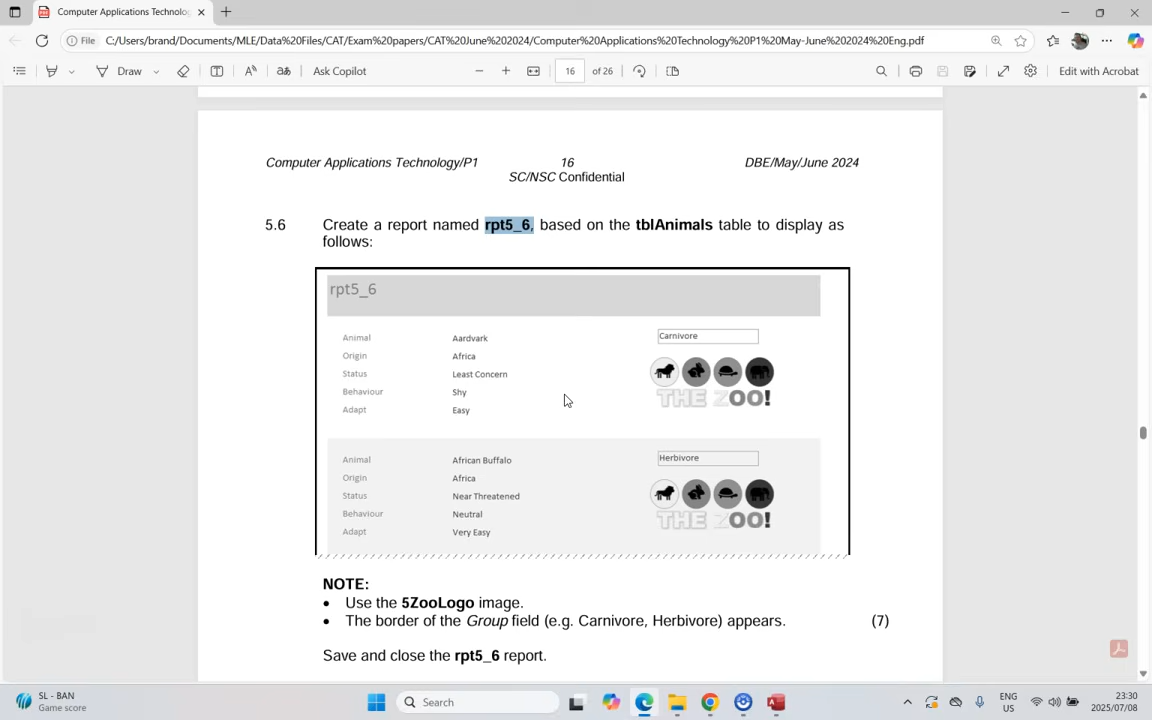 Computer Applications Technolo
File
C:/Users/brand/Documents/MLE/Data%20Files/CAT/Exam%20papers/CAT%20June%202024/Computer%20Applications%20Technology%20P1%20May-June%202024%20Eng.pdf
Draw
Ask Copilot
16 of 26
Edit with Acrobat
Computer Applications Technology/P1 16 DBE/May/June 2024
SC/NSC Confidential
5.6 Create a report named rpt5_6, based on the tblAnimals table to display as
follows:
rpt5_6
Animal Aardvark Carnivore
Origin Africa
Status Least Concern
Behaviour Shy
THE ZOO!
Adapt Easy
Animal African Buffalo Herbivore
Origin Africa
Status Near Threatened
Behaviour Neutral
THE ZOO!
Adapt Very Easy
NOTE:
• Use the 5ZooLogo image.
• The border of the Group field (e.g. Carnivore, Herbivore) appears. (7)
Save and close the rpt5_6 report.
SL - BAN
Game score
Search
ENG
US
23:30
2025/07/08